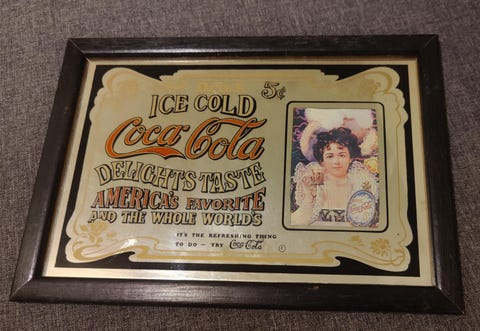 5¢
ICE COLD
Coca-Cola
DELIGHTS TASTE
AMERICA'S FAVORITE
AND THE WHOLE WORLD'S
IT'S THE REFRESHING THING
TO DO – TRY Coca-Cola ©